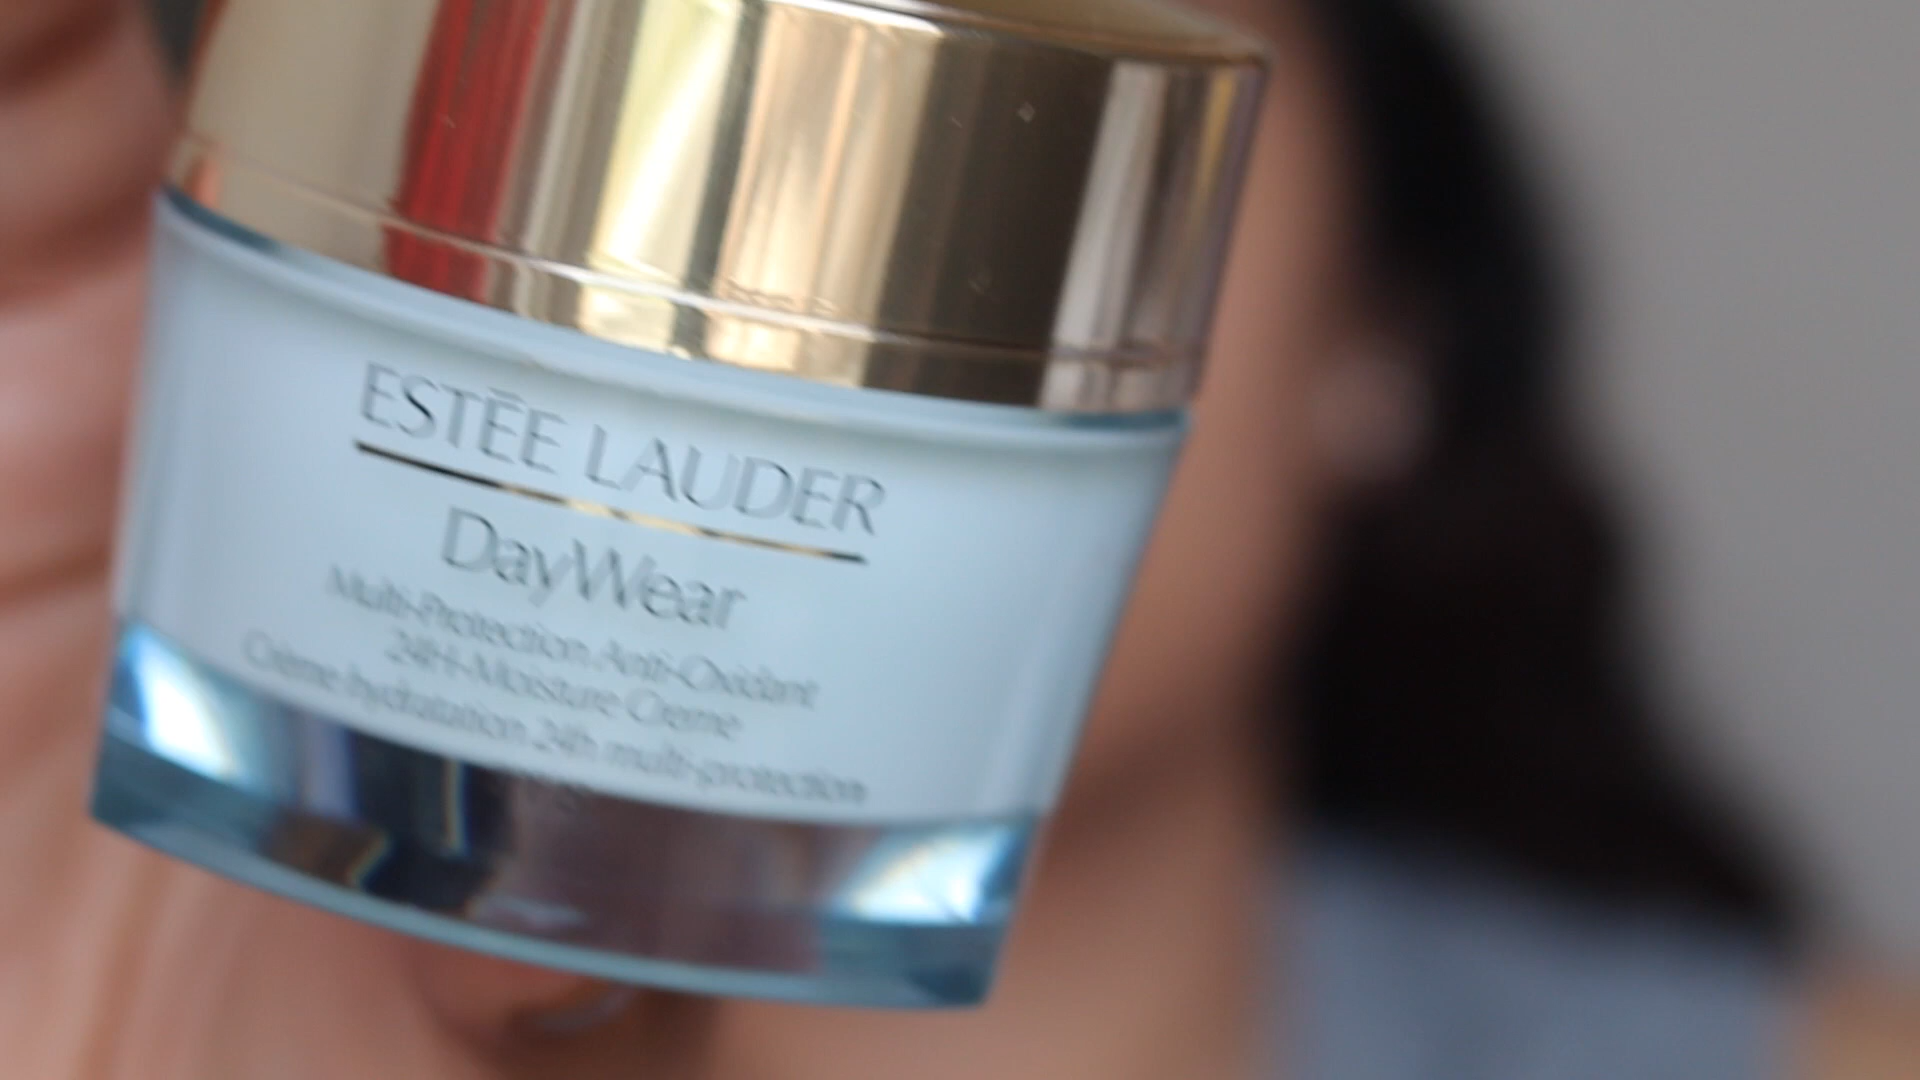 ESTĒE LAUDER
DayWear
Multi-Protection Anti-Oxidant
24H-Moisture Creme
Crème hydratation 24h multi-protection